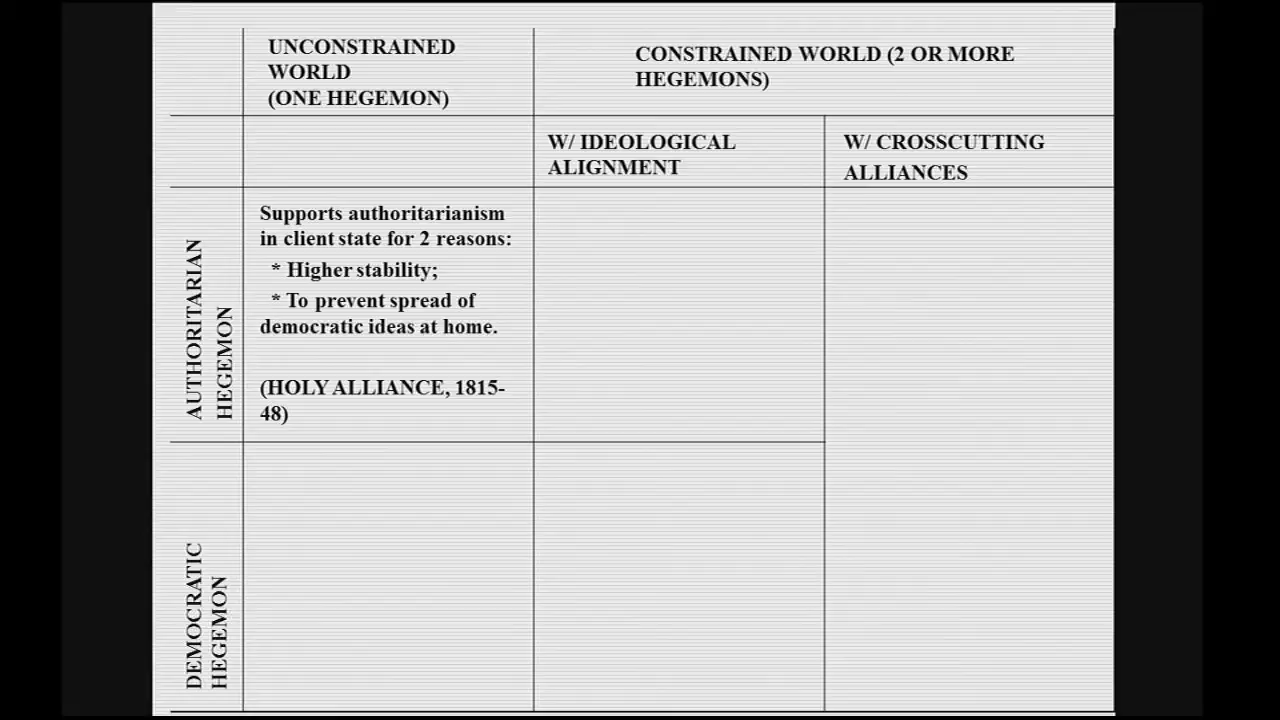 UNCONSTRAINED
WORLD
(ONE HEGEMON)
CONSTRAINED WORLD (2 OR MORE
HEGEMONS)
W/ IDEOLOGICAL
ALIGNMENT
W/ CROSSCUTTING
ALLIANCES
AUTHORITARIAN
HEGEMON
Supports authoritarianism
in client state for 2 reasons:
* Higher stability;
* To prevent spread of
democratic ideas at home.
(HOLY ALLIANCE, 1815-
48)
DEMOCRATIC
HEGEMON